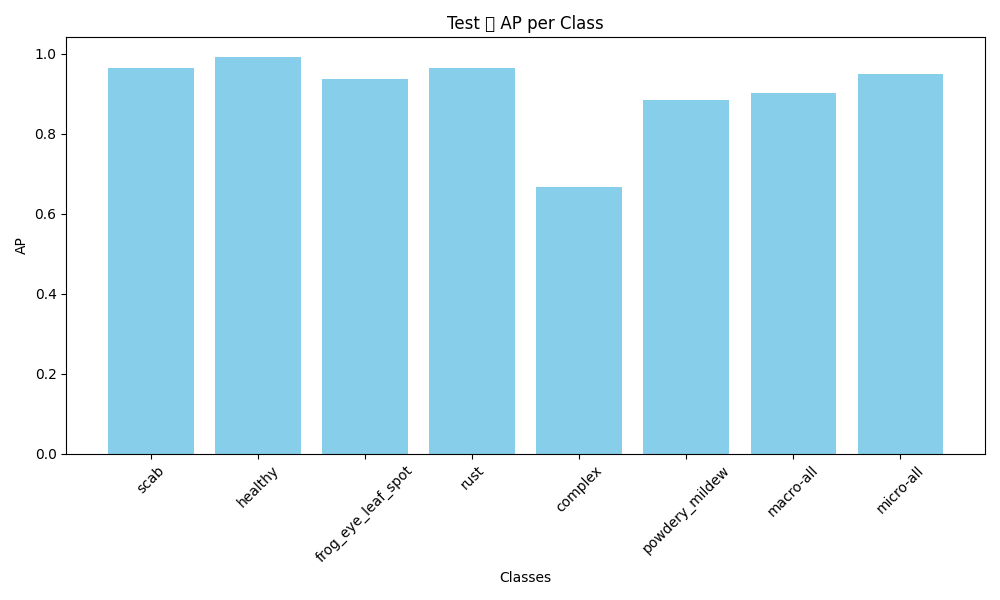 Test AP per Class
AP
1.0
0.8
0.6
0.4
0.2
0.0
scab
healthy
frog_eye_leaf_spot
rust
complex
powdery_mildew
macro-all
micro-all
Classes